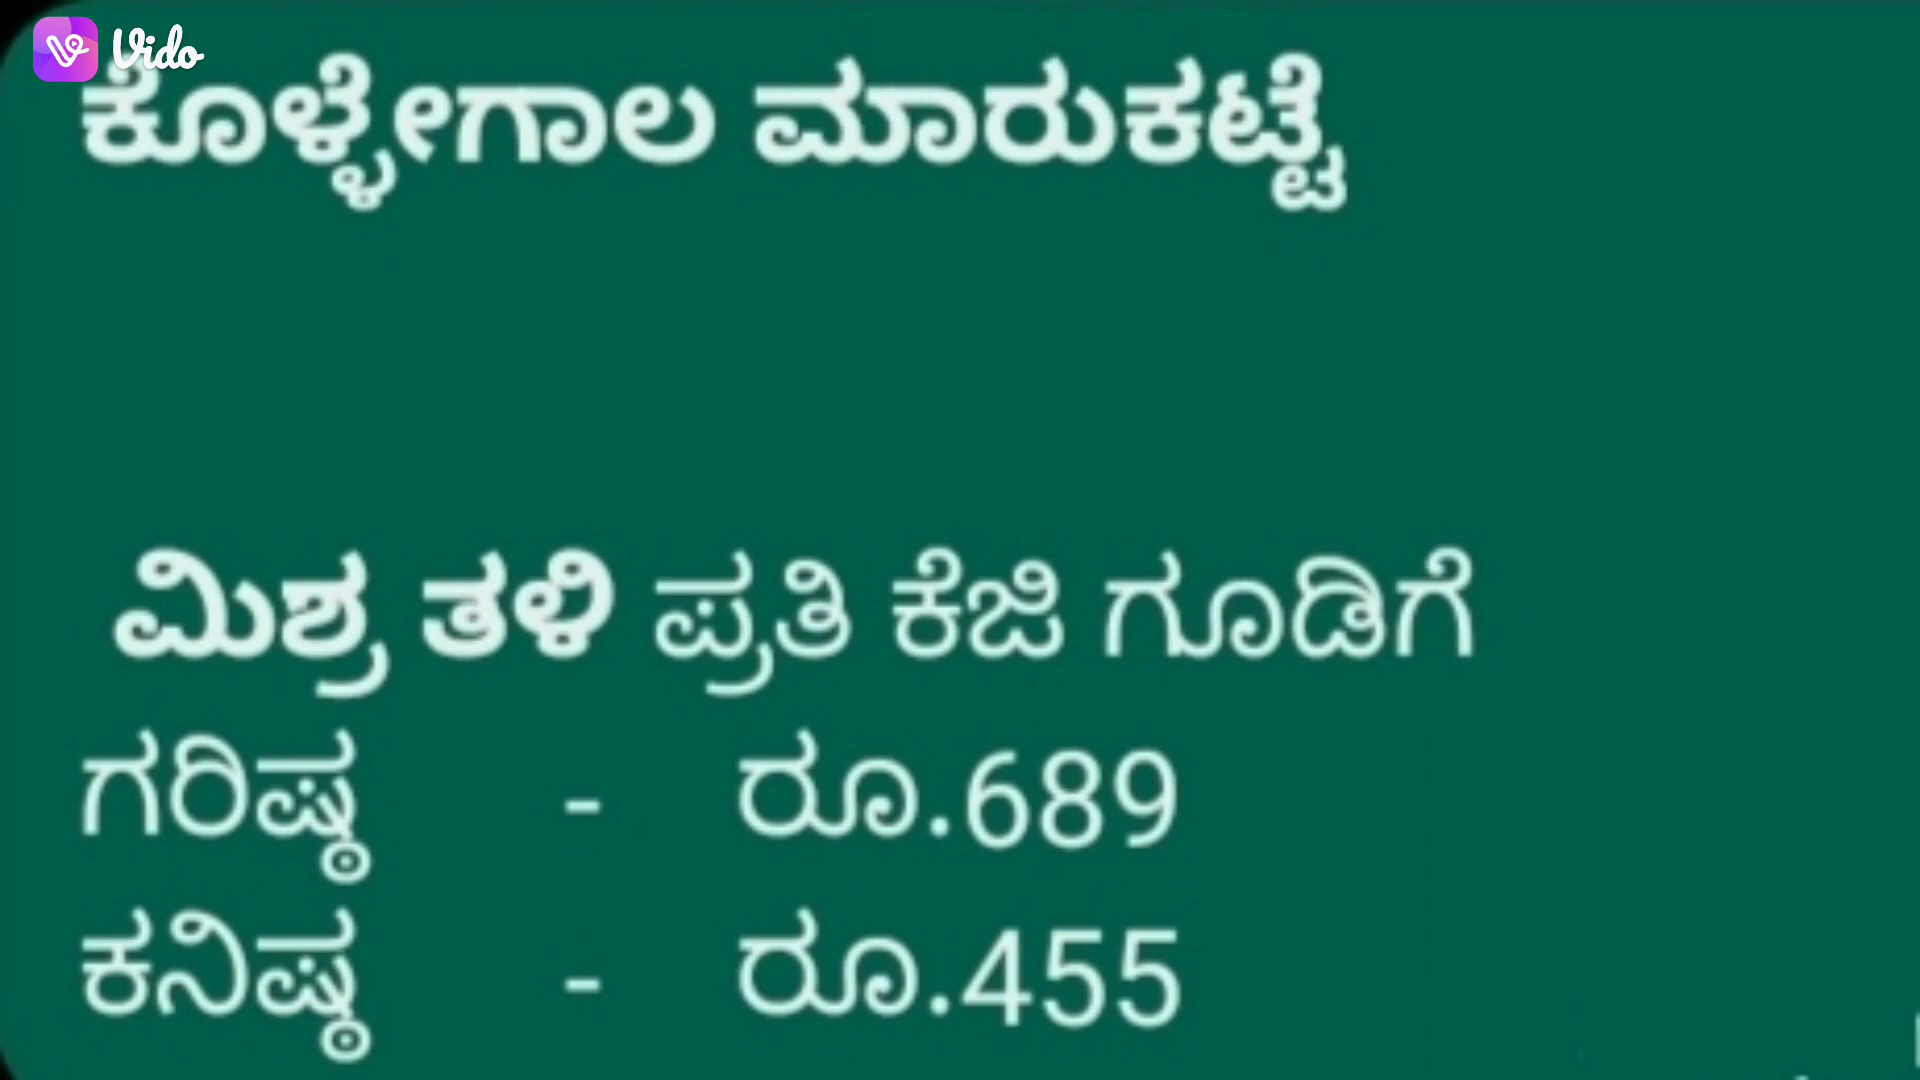 Vido
ಕೊಳ್ಳೇಗಾಲ ಮಾರುಕಟ್ಟೆ
ಮಿಶ್ರ ತಳಿ ಪ್ರತಿ ಕೆಜಿ ಗೂಡಿಗೆ
ಗರಿಷ್ಠ - ರೂ.689
ಕನಿಷ್ಠ - ರೂ.455